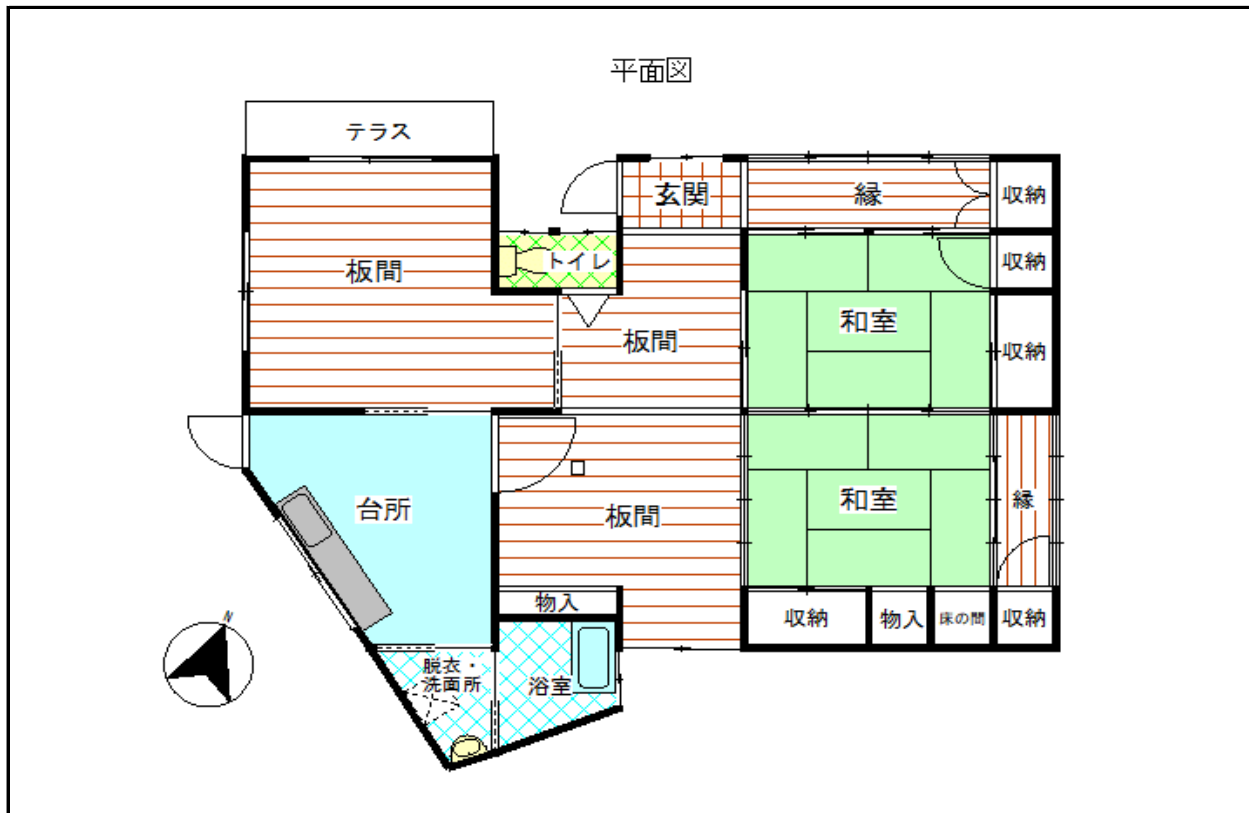 平面図
テラス
玄関
縁
収納
トイレ
収納
板間
和室
板間
収納
台所
板間
和室
縁
物入
収納
物入
床の間
収納
N
脱衣・
洗面所
浴室